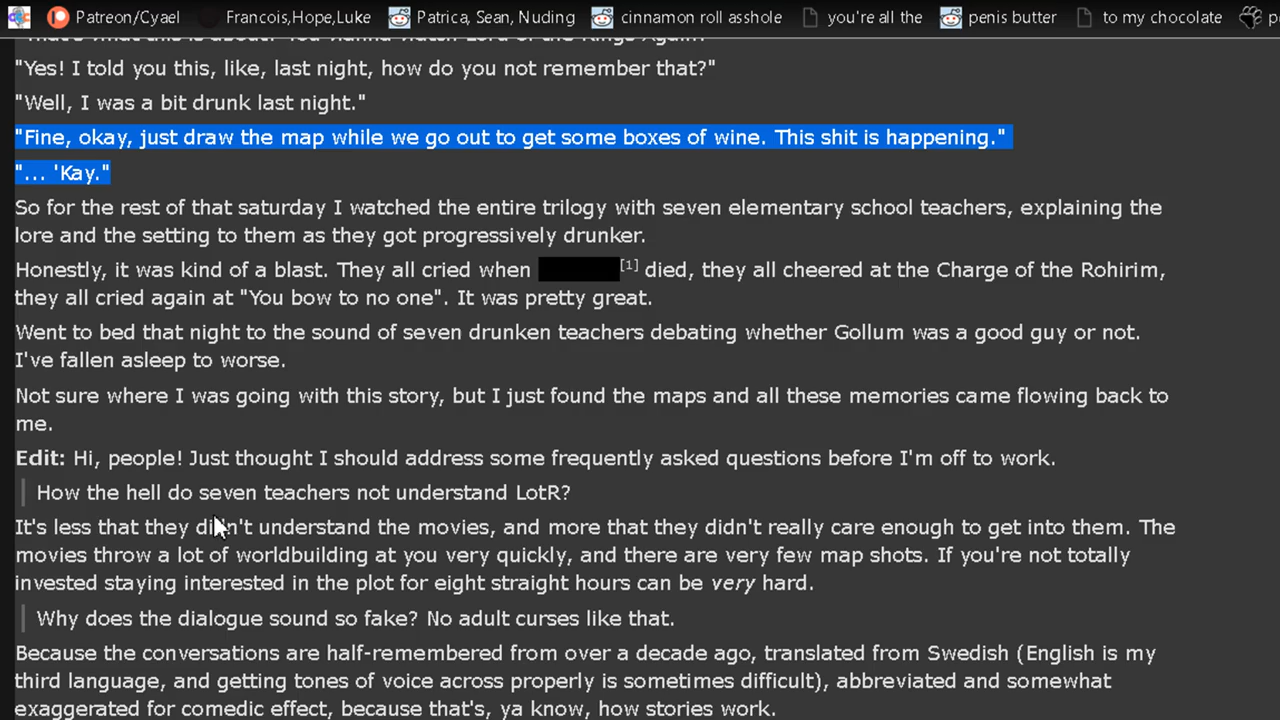 Patreon/Cyael Francois,Hope,Luke Patrica, Sean, Nuding cinnamon roll asshole you're all the penis butter to my chocolate
"That's what this is about? You wanna watch Lord of the Rings Again?"
"Yes! I told you this, like, last night, how do you not remember that?"
"Well, I was a bit drunk last night."
"Fine, okay, just draw the map while we go out to get some boxes of wine. This shit is happening."
"... 'Kay."
So for the rest of that saturday I watched the entire trilogy with seven elementary school teachers, explaining the
lore and the setting to them as they got progressively drunker.
Honestly, it was kind of a blast. They all cried when [1] died, they all cheered at the Charge of the Rohirim,
they all cried again at "You bow to no one". It was pretty great.
Went to bed that night to the sound of seven drunken teachers debating whether Gollum was a good guy or not.
I've fallen asleep to worse.
Not sure where I was going with this story, but I just found the maps and all these memories came flowing back to
me.
Edit: Hi, people! Just thought I should address some frequently asked questions before I'm off to work.
How the hell do seven teachers not understand LotR?
It's less that they didn't understand the movies, and more that they didn't really care enough to get into them. The
movies throw a lot of worldbuilding at you very quickly, and there are very few map shots. If you're not totally
invested staying interested in the plot for eight straight hours can be very hard.
Why does the dialogue sound so fake? No adult curses like that.
Because the conversations are half-remembered from over a decade ago, translated from Swedish (English is my
third language, and getting tones of voice across properly is sometimes difficult), abbreviated and somewhat
exaggerated for comedic effect, because that's, ya know, how stories work.